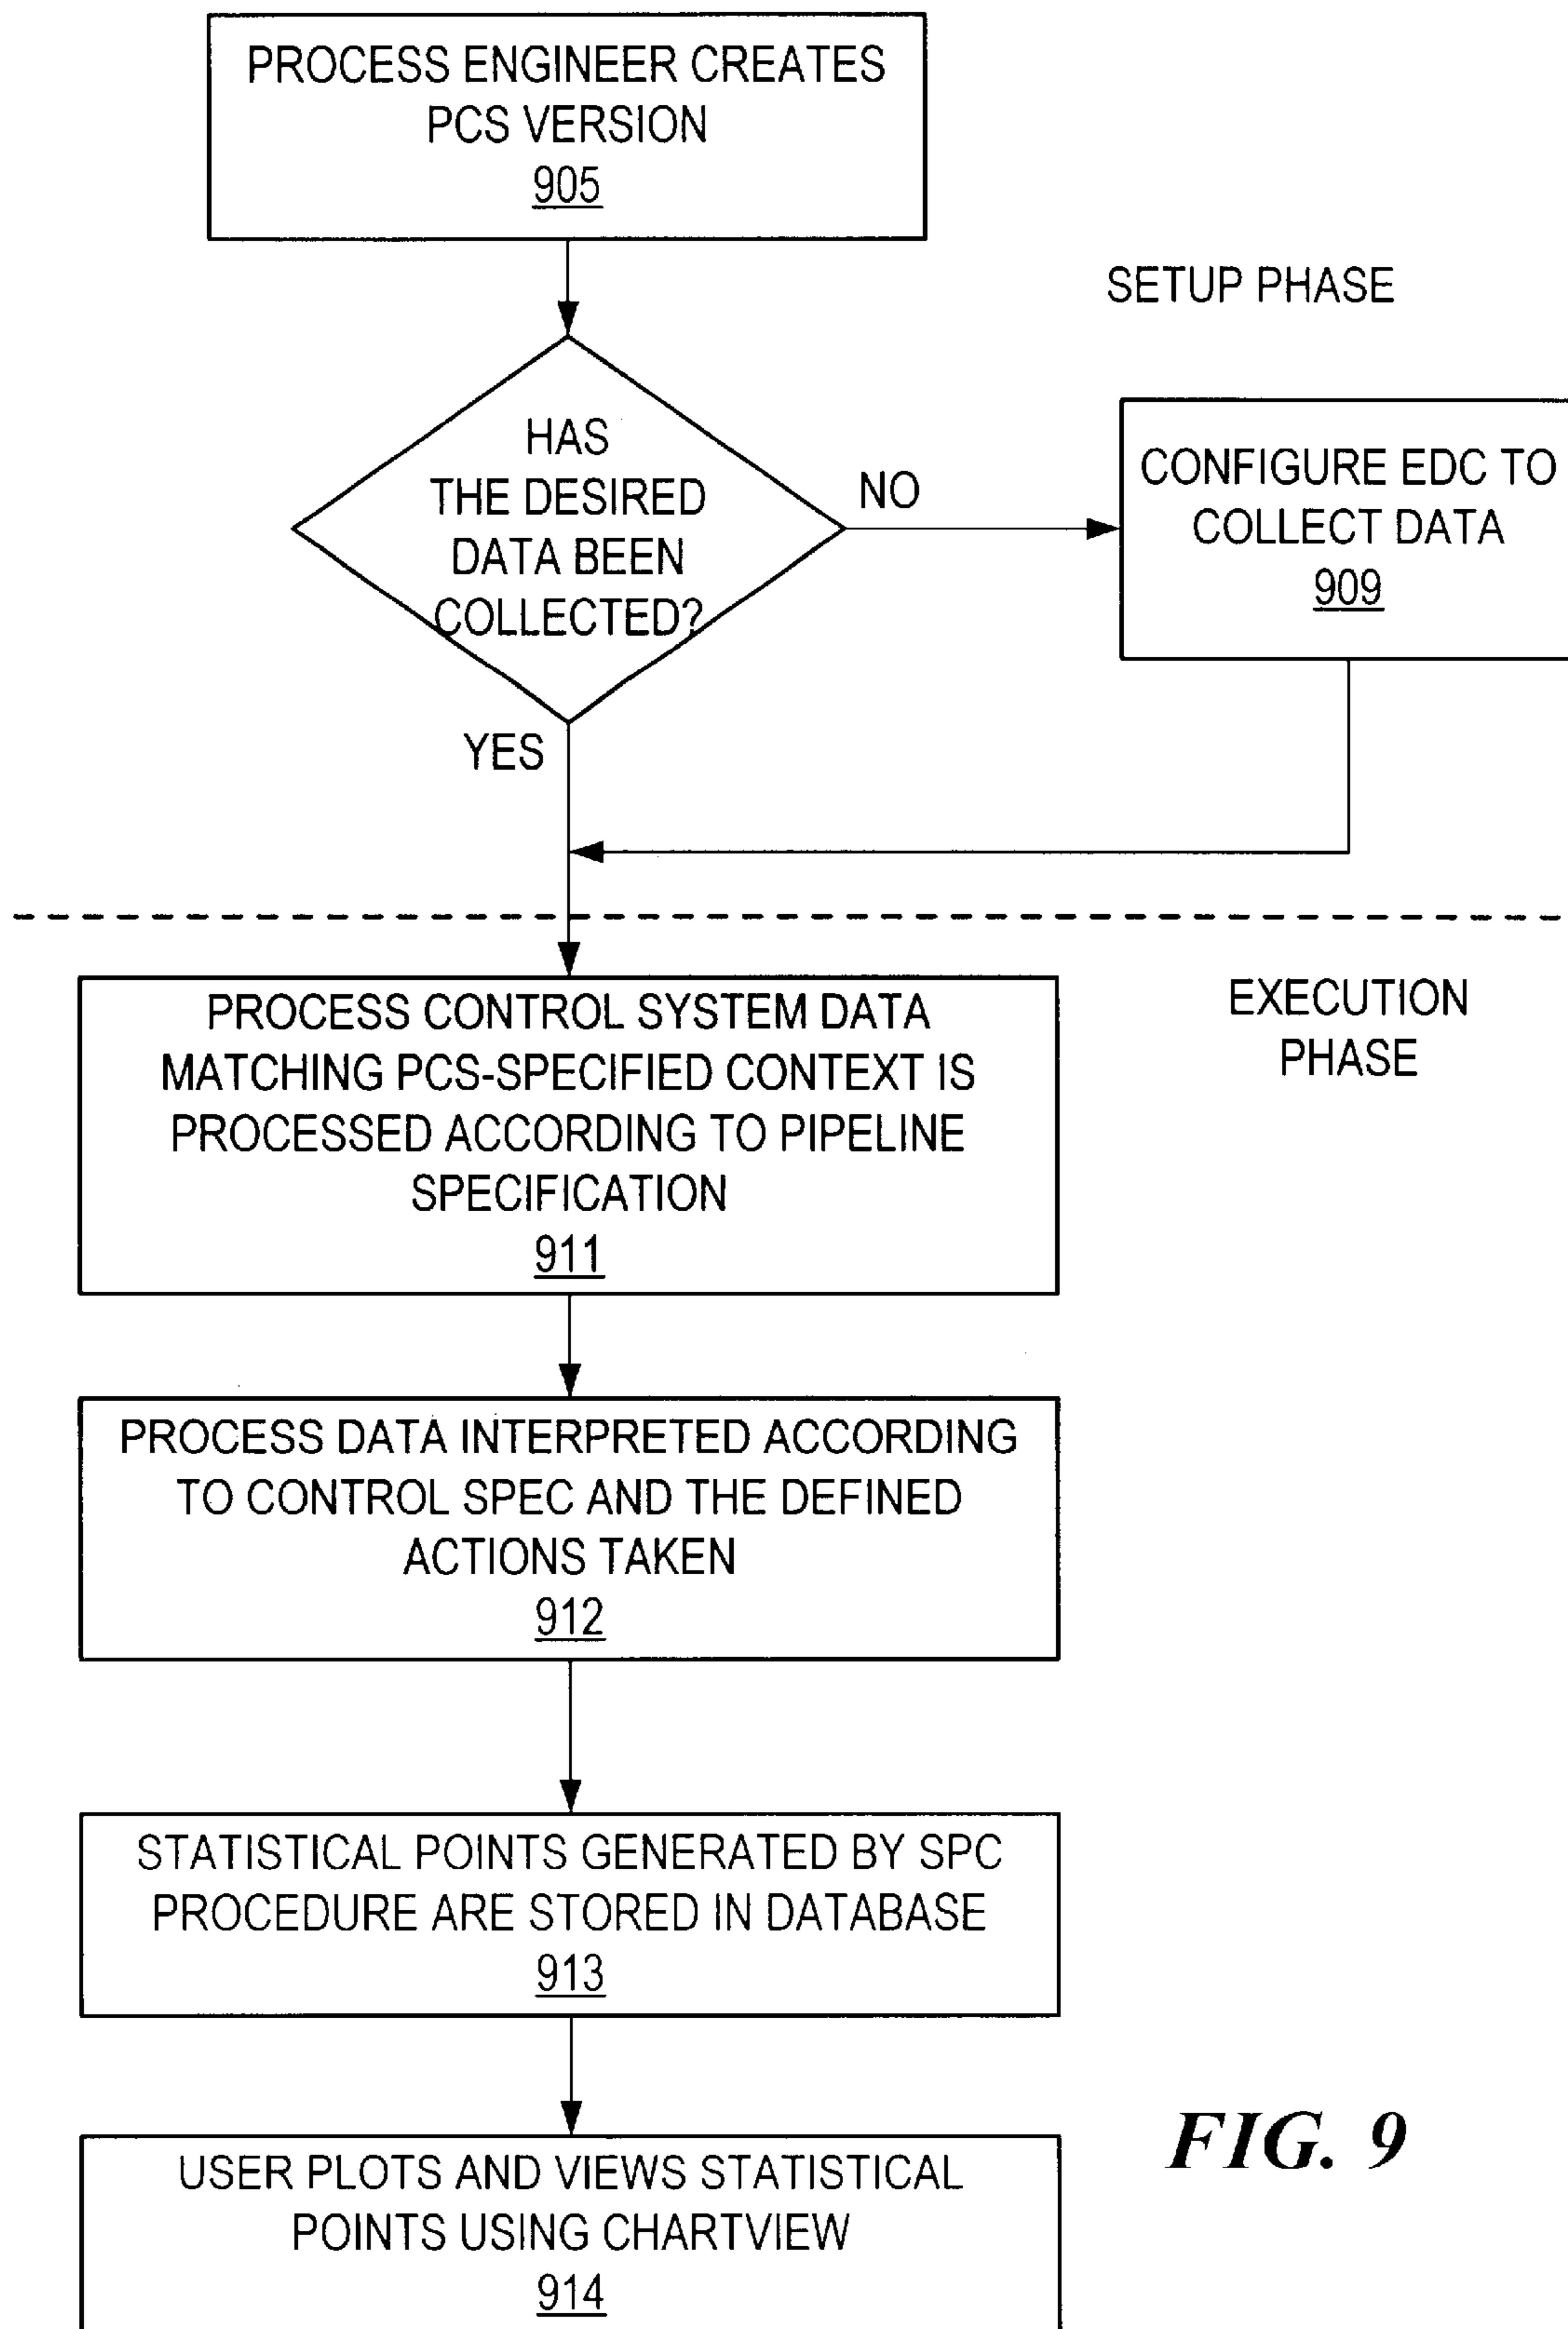 PROCESS ENGINEER CREATES
PCS VERSION
905
SETUP PHASE
HAS
THE DESIRED
DATA BEEN
COLLECTED?
NO
CONFIGURE EDC TO
COLLECT DATA
909
YES
EXECUTION
PHASE
PROCESS CONTROL SYSTEM DATA
MATCHING PCS-SPECIFIED CONTEXT IS
PROCESSED ACCORDING TO PIPELINE
SPECIFICATION
911
PROCESS DATA INTERPRETED ACCORDING
TO CONTROL SPEC AND THE DEFINED
ACTIONS TAKEN
912
STATISTICAL POINTS GENERATED BY SPC
PROCEDURE ARE STORED IN DATABASE
913
USER PLOTS AND VIEWS STATISTICAL
POINTS USING CHARTVIEW
914
FIG. 9